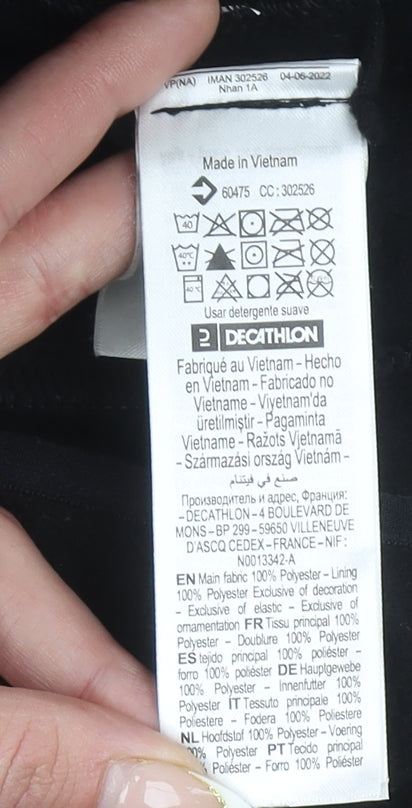 VP(NA) IMAN 302526 04-06-2022
Nhan 1A
Made in Vietnam
60475 CC : 302526
40
40°C
40°C
Usar detergente suave
DECATHLON
Fabriqué au Vietnam – Hecho
en Vietnam – Fabricado no
Vietname – Vıyetnam'da
üretilmiştir – Pagaminta
Vietname – Ražots Vjetnamā
– Származási ország Vietnám –
صنع في فيتنام
Производитель и адрес, Франция:
– DECATHLON – 4 BOULEVARD DE
MONS – BP 299 – 59650 VILLENEUVE
D'ASCQ CEDEX – FRANCE – NIF :
N0013342-A
EN Main fabric 100% Polyester – Lining
100% Polyester Exclusive of decoration
– Exclusive of elastic – Exclusive of
ornamentation FR Tissu principal 100%
Polyester – Doublure 100% Polyester
ES tejido principal 100% poliéster –
forro 100% poliéster DE Hauptgewebe
100% Polyester – Innenfutter 100%
Polyester IT Tessuto principale 100%
Poliestere – Fodera 100% Poliestere
NL Hoofdstof 100% Polyester – Voering
Polyester PT Tecido principal
Poliéster – Forro 100% Poliéster